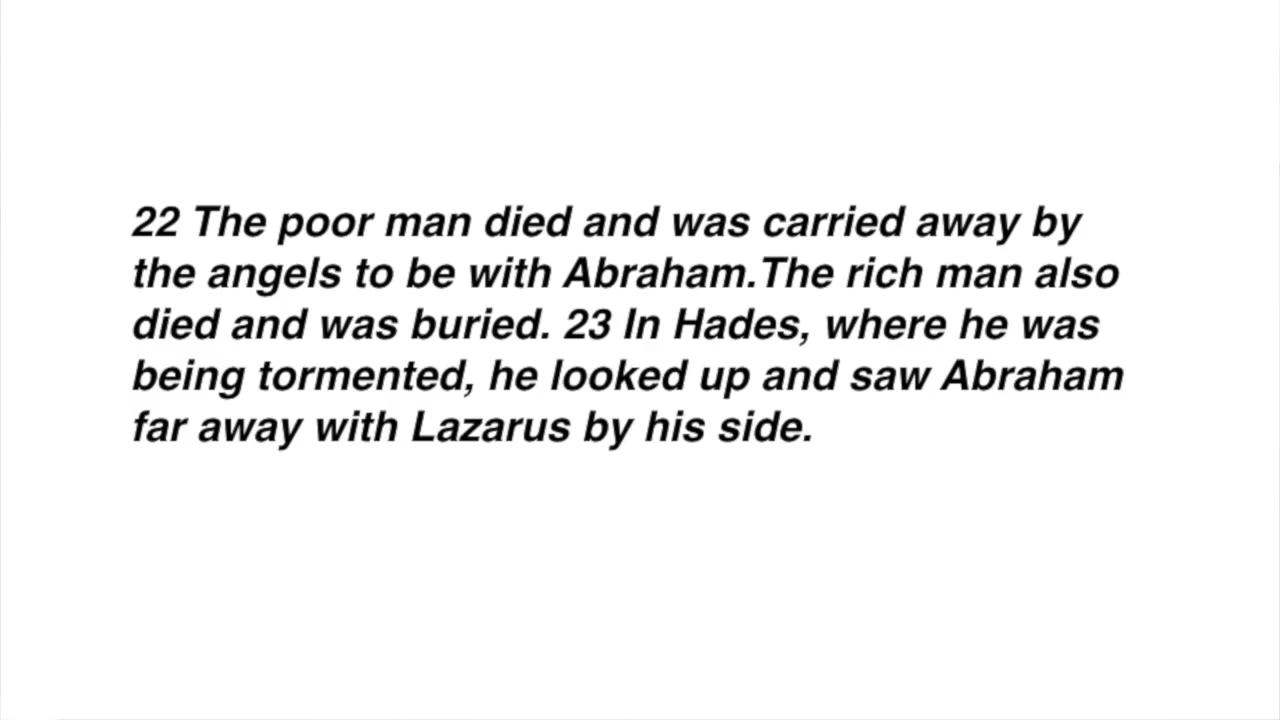 22 The poor man died and was carried away by
the angels to be with Abraham.The rich man also
died and was buried. 23 In Hades, where he was
being tormented, he looked up and saw Abraham
far away with Lazarus by his side.